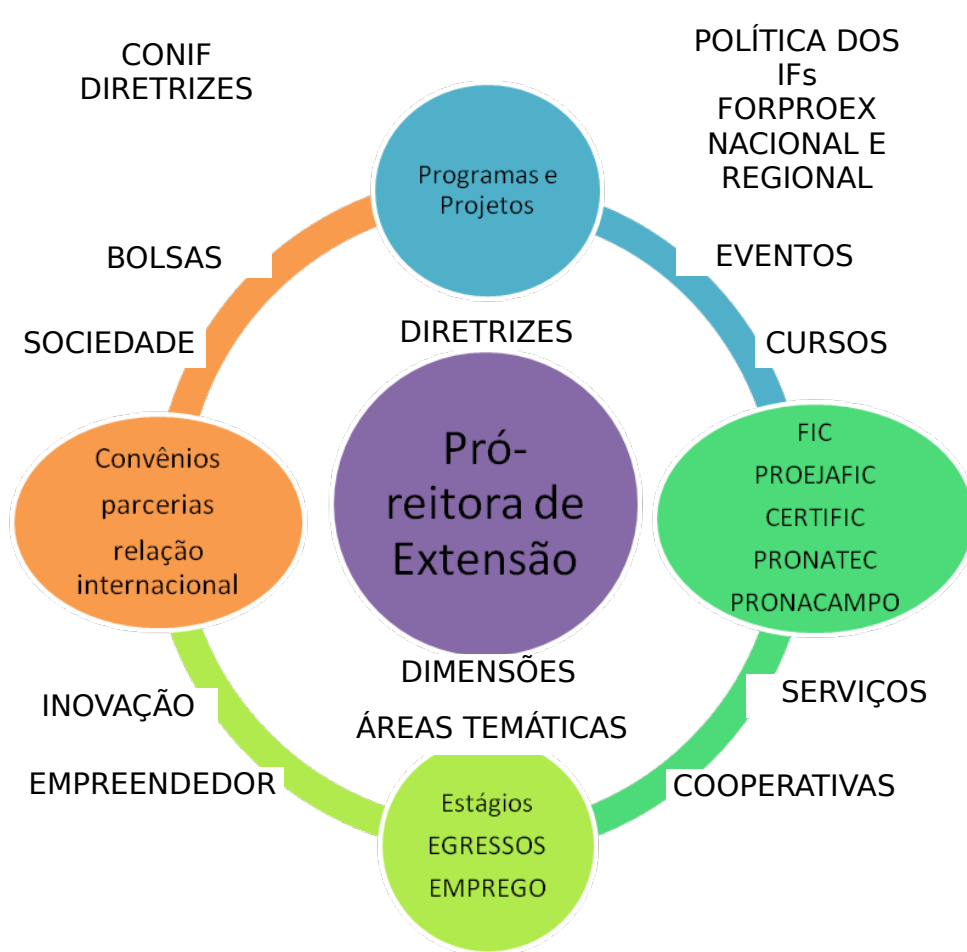 CONIF
DIRETRIZES
POLÍTICA DOS
IFs
FORPROEX
NACIONAL E
REGIONAL
Programas e
Projetos
BOLSAS
EVENTOS
SOCIEDADE
DIRETRIZES
CURSOS
Convênios
parcerias
relação
internacional
Pró-
reitora de
Extensão
FIC
PROEJAFIC
CERTIFIC
PRONATEC
PRONACAMPO
DIMENSÕES
INOVAÇÃO
SERVIÇOS
ÁREAS TEMÁTICAS
EMPREENDEDOR
COOPERATIVAS
Estágios
EGRESSOS
EMPREGO